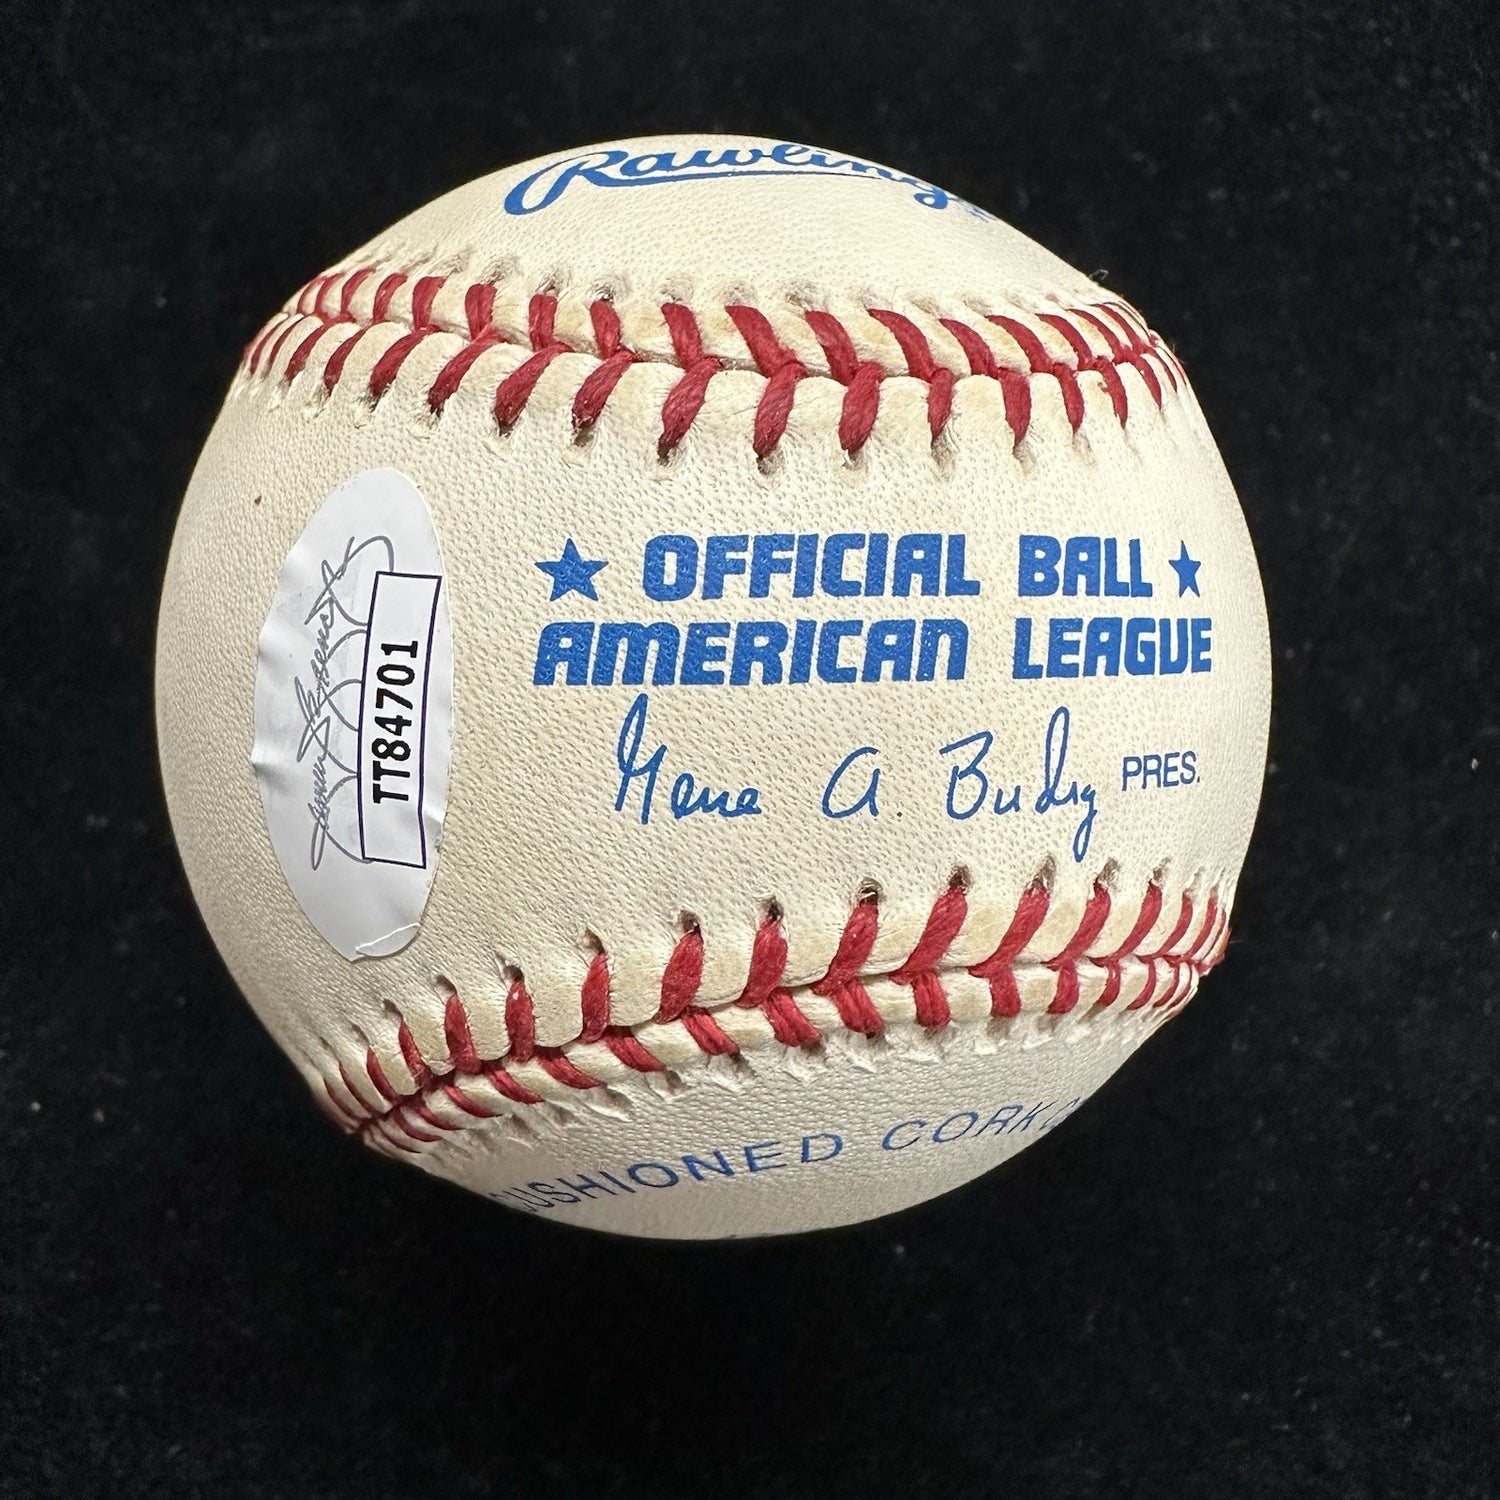 Rawlings
★ OFFICIAL BALL ★
AMERICAN LEAGUE
Gene A. Budig PRES.
TT84701
CUSHIONED CORK